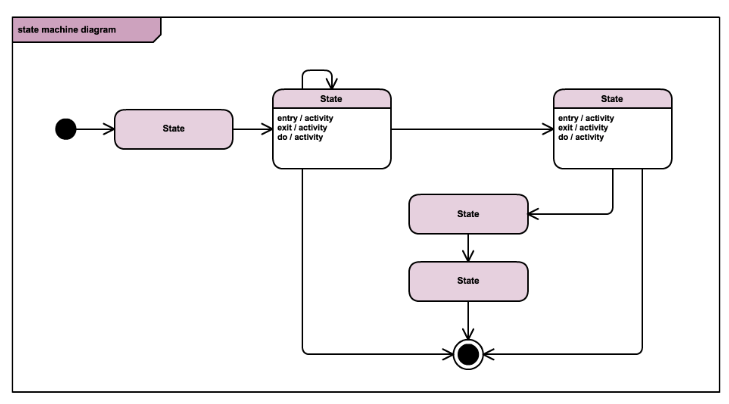 state machine diagram
State
State
entry / activity
exit / activity
do / activity
State
entry / activity
exit / activity
do / activity
State
State